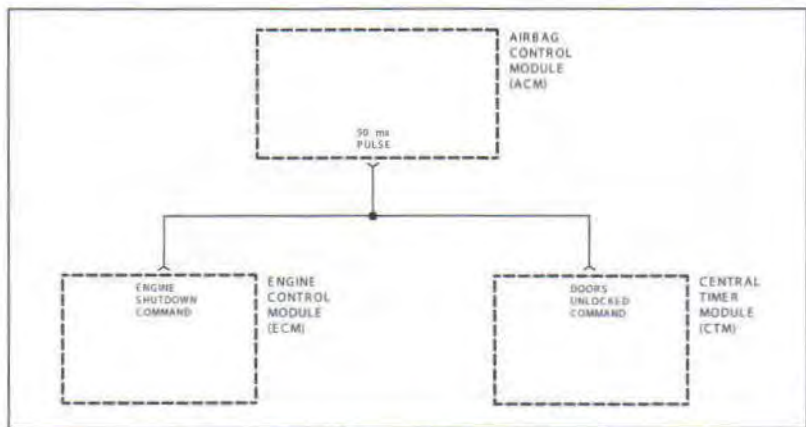 AIRBAG
CONTROL
MODULE
(ACM)
50 ms
PULSE
ENGINE
SHUTDOWN
COMMAND
ENGINE
CONTROL
MODULE
(ECM)
DOORS
UNLOCKED
COMMAND
CENTRAL
TIMER
MODULE
(CTM)